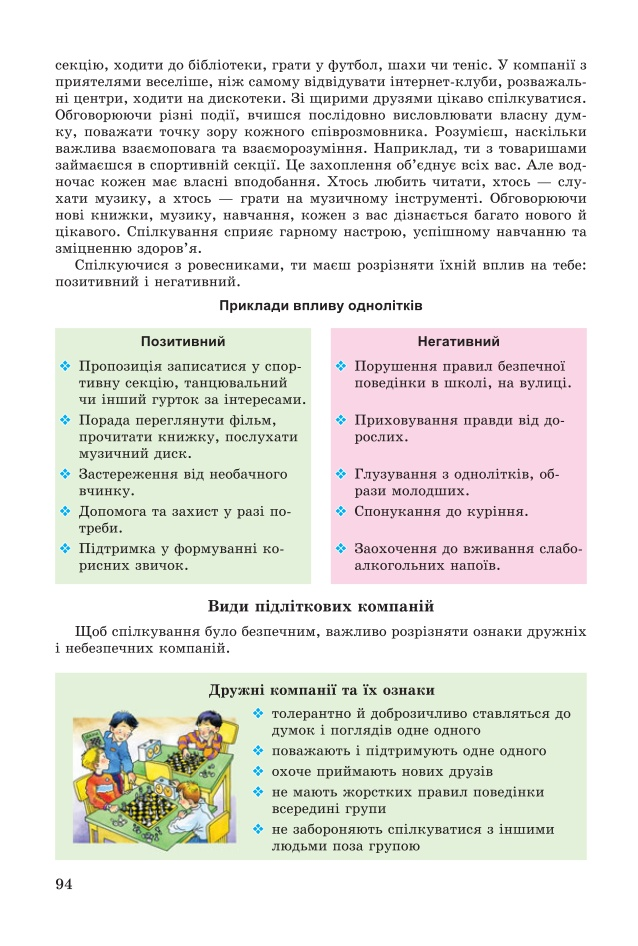 секцію, ходити до бібліотеки, грати у футбол, шахи чи теніс. У компанії з
приятелями веселіше, ніж самому відвідувати інтернет-клуби, розважаль-
ні центри, ходити на дискотеки. Зі щирими друзями цікаво спілкуватися.
Обговорюючи різні події, вчишся послідовно висловлювати власну дум-
ку, поважати точку зору кожного співрозмовника. Розумієш, наскільки
важлива взаємоповага та взаєморозуміння. Наприклад, ти з товаришами
займаєшся в спортивній секції. Це захоплення об’єднує всіх вас. Але вод-
ночас кожен має власні вподобання. Хтось любить читати, хтось — слу-
хати музику, а хтось — грати на музичному інструменті. Обговорюючи
нові книжки, музику, навчання, кожен з вас дізнається багато нового й
цікавого. Спілкування сприяє гарному настрою, успішному навчанню та
зміцненню здоров’я.
Спілкуючися з ровесниками, ти маєш розрізняти їхній вплив на тебе:
позитивний і негативний.
Приклади впливу однолітків
Позитивний
❖ Пропозиція записатися у спор-
тивну секцію, танцювальний
чи інший гурток за інтересами.
❖ Порада переглянути фільм,
прочитати книжку, послухати
музичний диск.
❖ Застереження від необачного
вчинку.
❖ Допомога та захист у разі по-
треби.
❖ Підтримка у формуванні ко-
рисних звичок.
Негативний
❖ Порушення правил безпечної
поведінки в школі, на вулиці.
❖ Приховування правди від до-
рослих.
❖ Глузування з однолітків, об-
рази молодших.
❖ Спонукання до куріння.
❖ Заохочення до вживання слабо-
алкогольних напоїв.
Види підліткових компаній
Щоб спілкування було безпечним, важливо розрізняти ознаки дружніх
і небезпечних компаній.
Дружні компанії та їх ознаки
❖ толерантно й доброзичливо ставляться до
думок і поглядів одне одного
❖ поважають і підтримують одне одного
❖ охоче приймають нових друзів
❖ не мають жорстких правил поведінки
всередині групи
❖ не забороняють спілкуватися з іншими
людьми поза групою
94